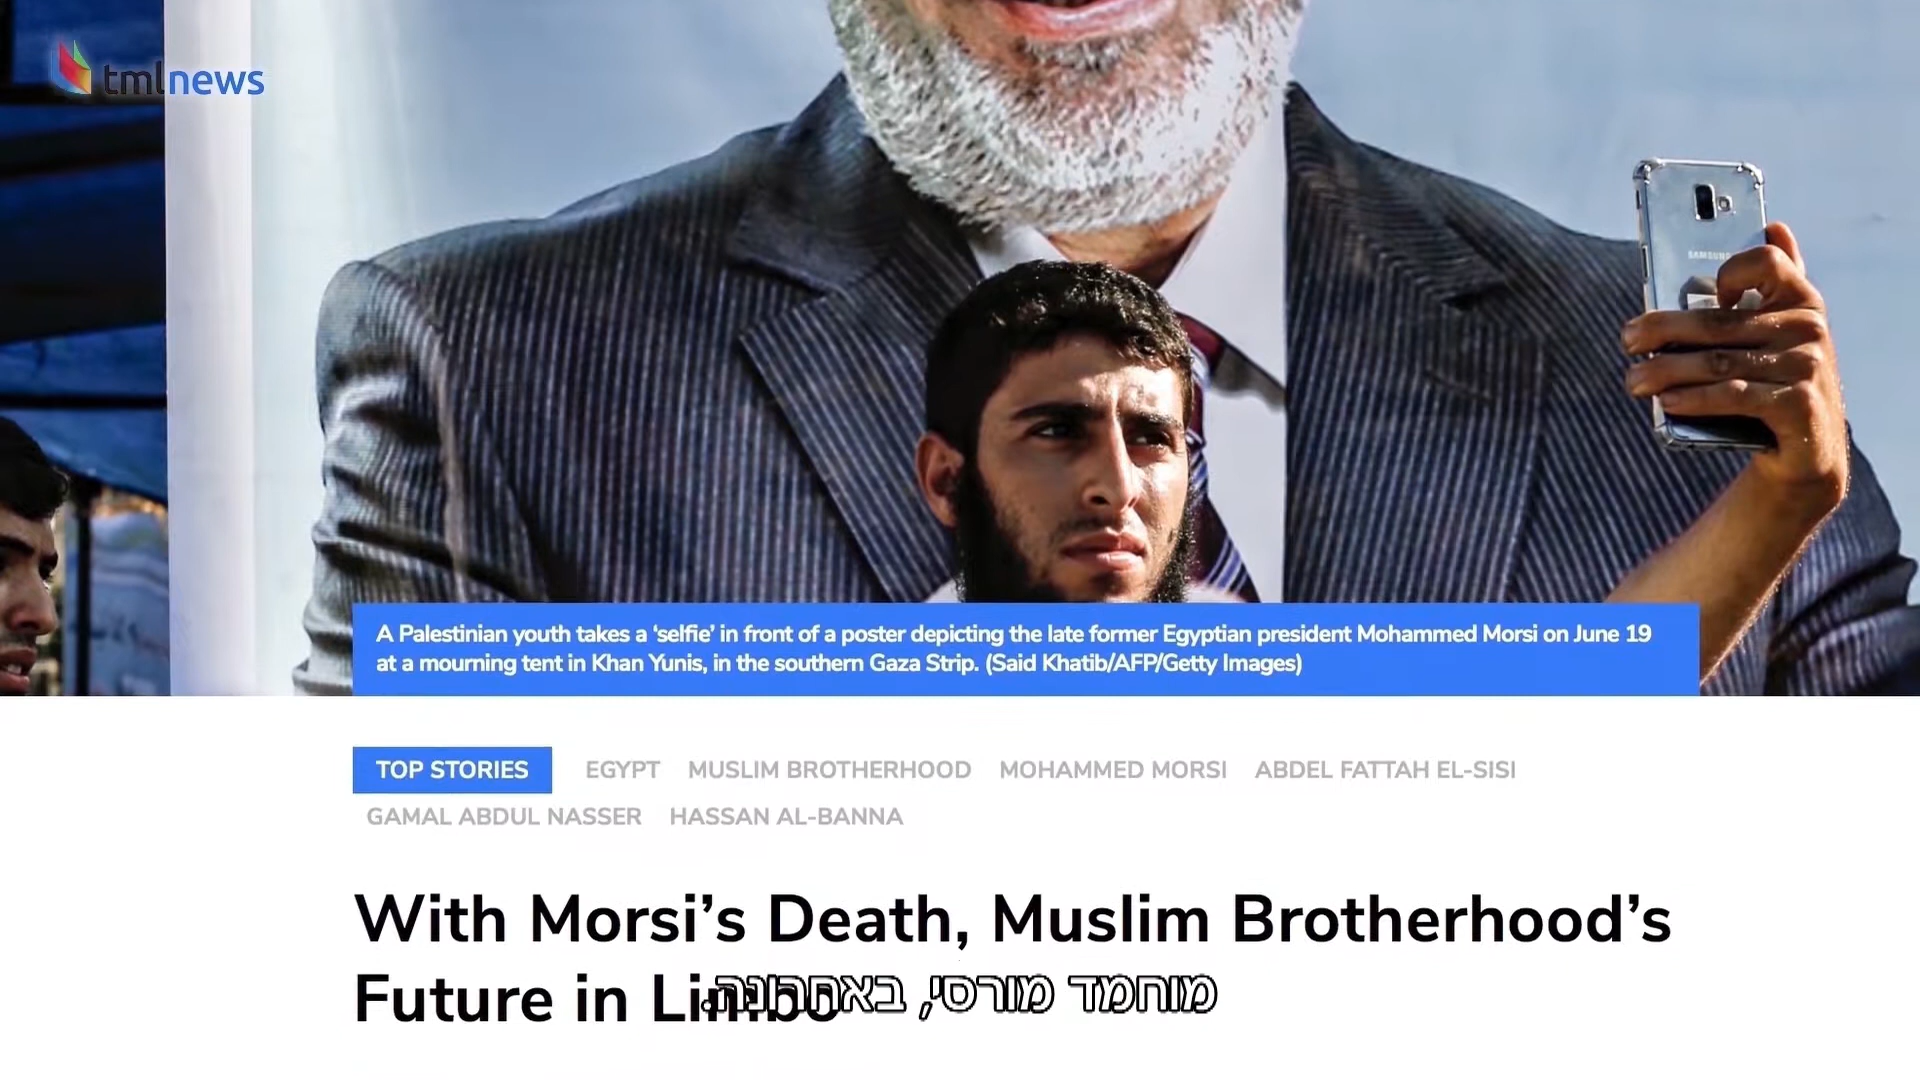 tmlnews
SAMSUNG
A Palestinian youth takes a ‘selfie’ in front of a poster depicting the late former Egyptian president Mohammed Morsi on June 19
at a mourning tent in Khan Yunis, in the southern Gaza Strip. (Said Khatib/AFP/Getty Images)
TOP STORIES EGYPT MUSLIM BROTHERHOOD MOHAMMED MORSI ABDEL FATTAH EL-SISI
GAMAL ABDUL NASSER HASSAN AL-BANNA
With Morsi’s Death, Muslim Brotherhood’s
Future in Limbo
מוחמד מורסי, באחרונה.